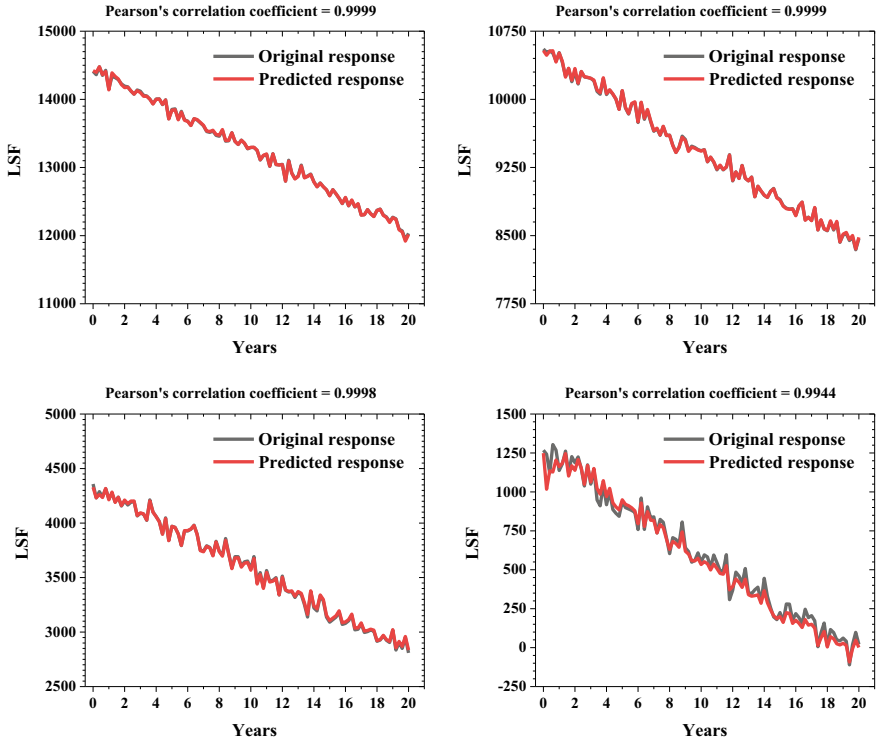 Pearson's correlation coefficient = 0.9999
15000
14000
13000
12000
11000
LSF
Original response
Predicted response
0 2 4 6 8 10 12 14 16 18 20
Years
Pearson's correlation coefficient = 0.9999
10750
10000
9250
8500
7750
LSF
Original response
Predicted response
0 2 4 6 8 10 12 14 16 18 20
Years
Pearson's correlation coefficient = 0.9998
5000
4500
4000
3500
3000
2500
LSF
Original response
Predicted response
0 2 4 6 8 10 12 14 16 18 20
Years
Pearson's correlation coefficient = 0.9944
1500
1250
1000
750
500
250
0
-250
LSF
Original response
Predicted response
0 2 4 6 8 10 12 14 16 18 20
Years